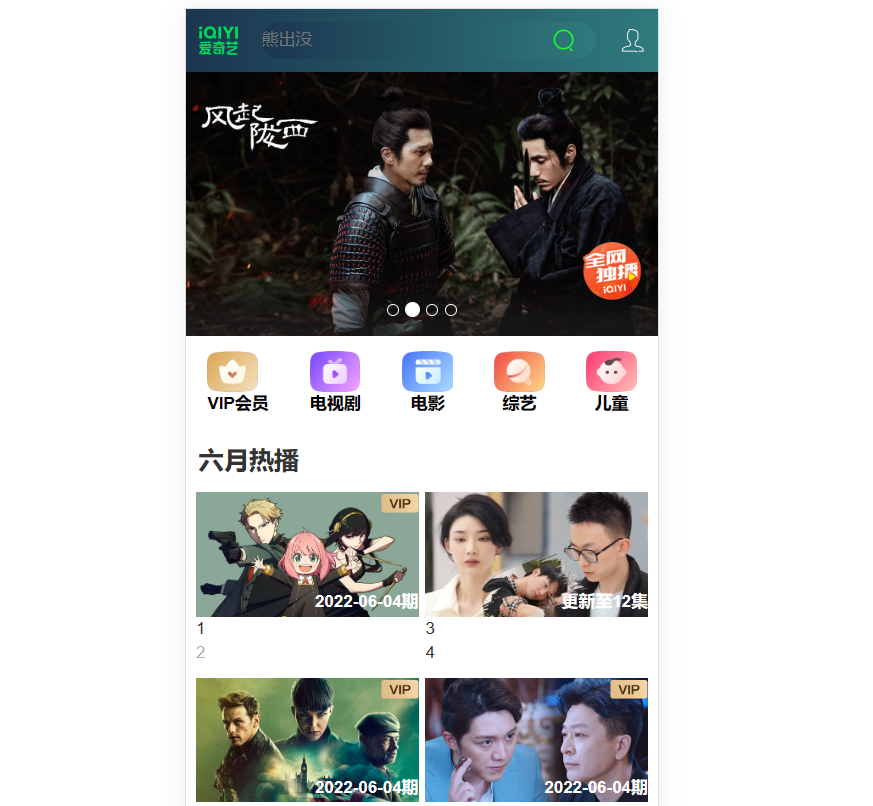 iQIYI
爱奇艺
熊出没
风起
陇西
全网
独播
iQIYI
VIP会员
电视剧
电影
综艺
儿童
六月热播
VIP
2022-06-04期
更新至12集
1
3
2
4
VIP
VIP
2022-06-04期
2022-06-04期